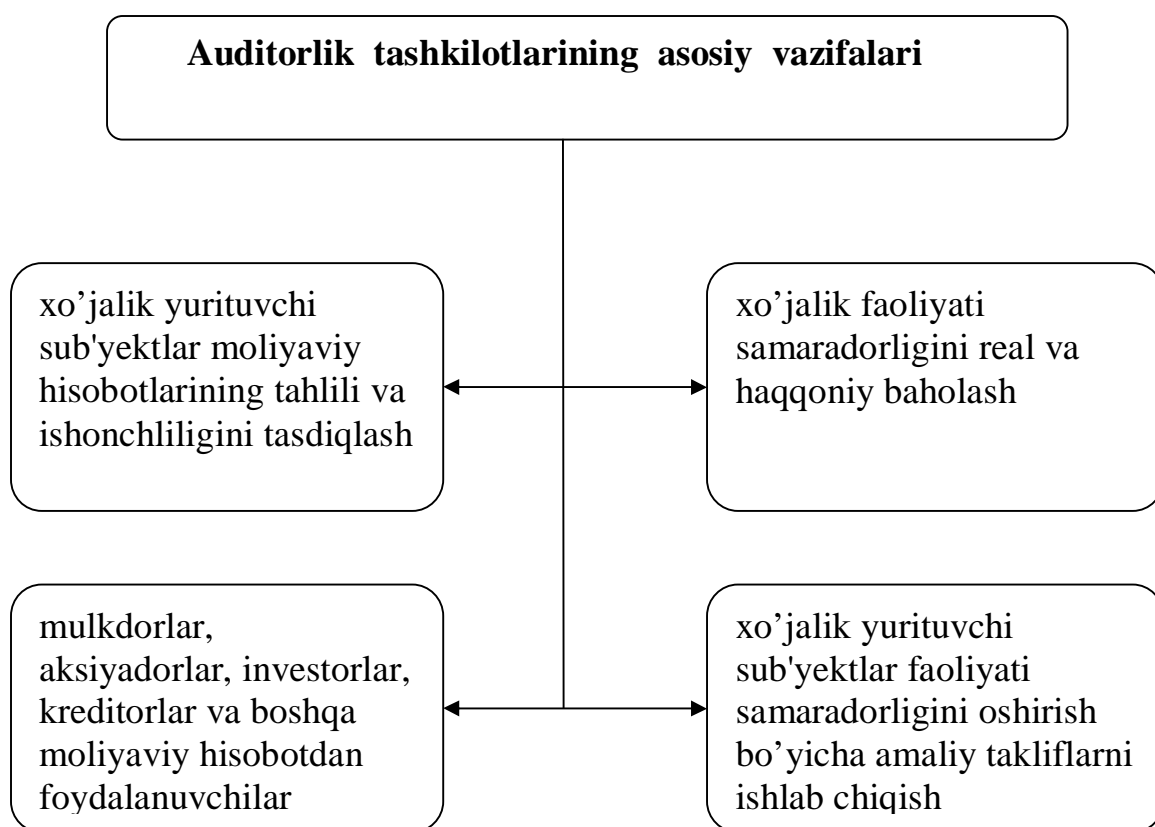 Auditorlik tashkilotlarining asosiy vazifalari
xo’jalik yurituvchi
sub'yektlar moliyaviy
hisobotlarining tahlili va
ishonchliligini tasdiqlash
xo’jalik faoliyati
samaradorligini real va
haqqoniy baholash
mulkdorlar,
aksiyadorlar, investorlar,
kreditorlar va boshqa
moliyaviy hisobotdan
foydalanuvchilar
xo’jalik yurituvchi
sub'yektlar faoliyati
samaradorligini oshirish
bo’yicha amaliy takliflarni
ishlab chiqish